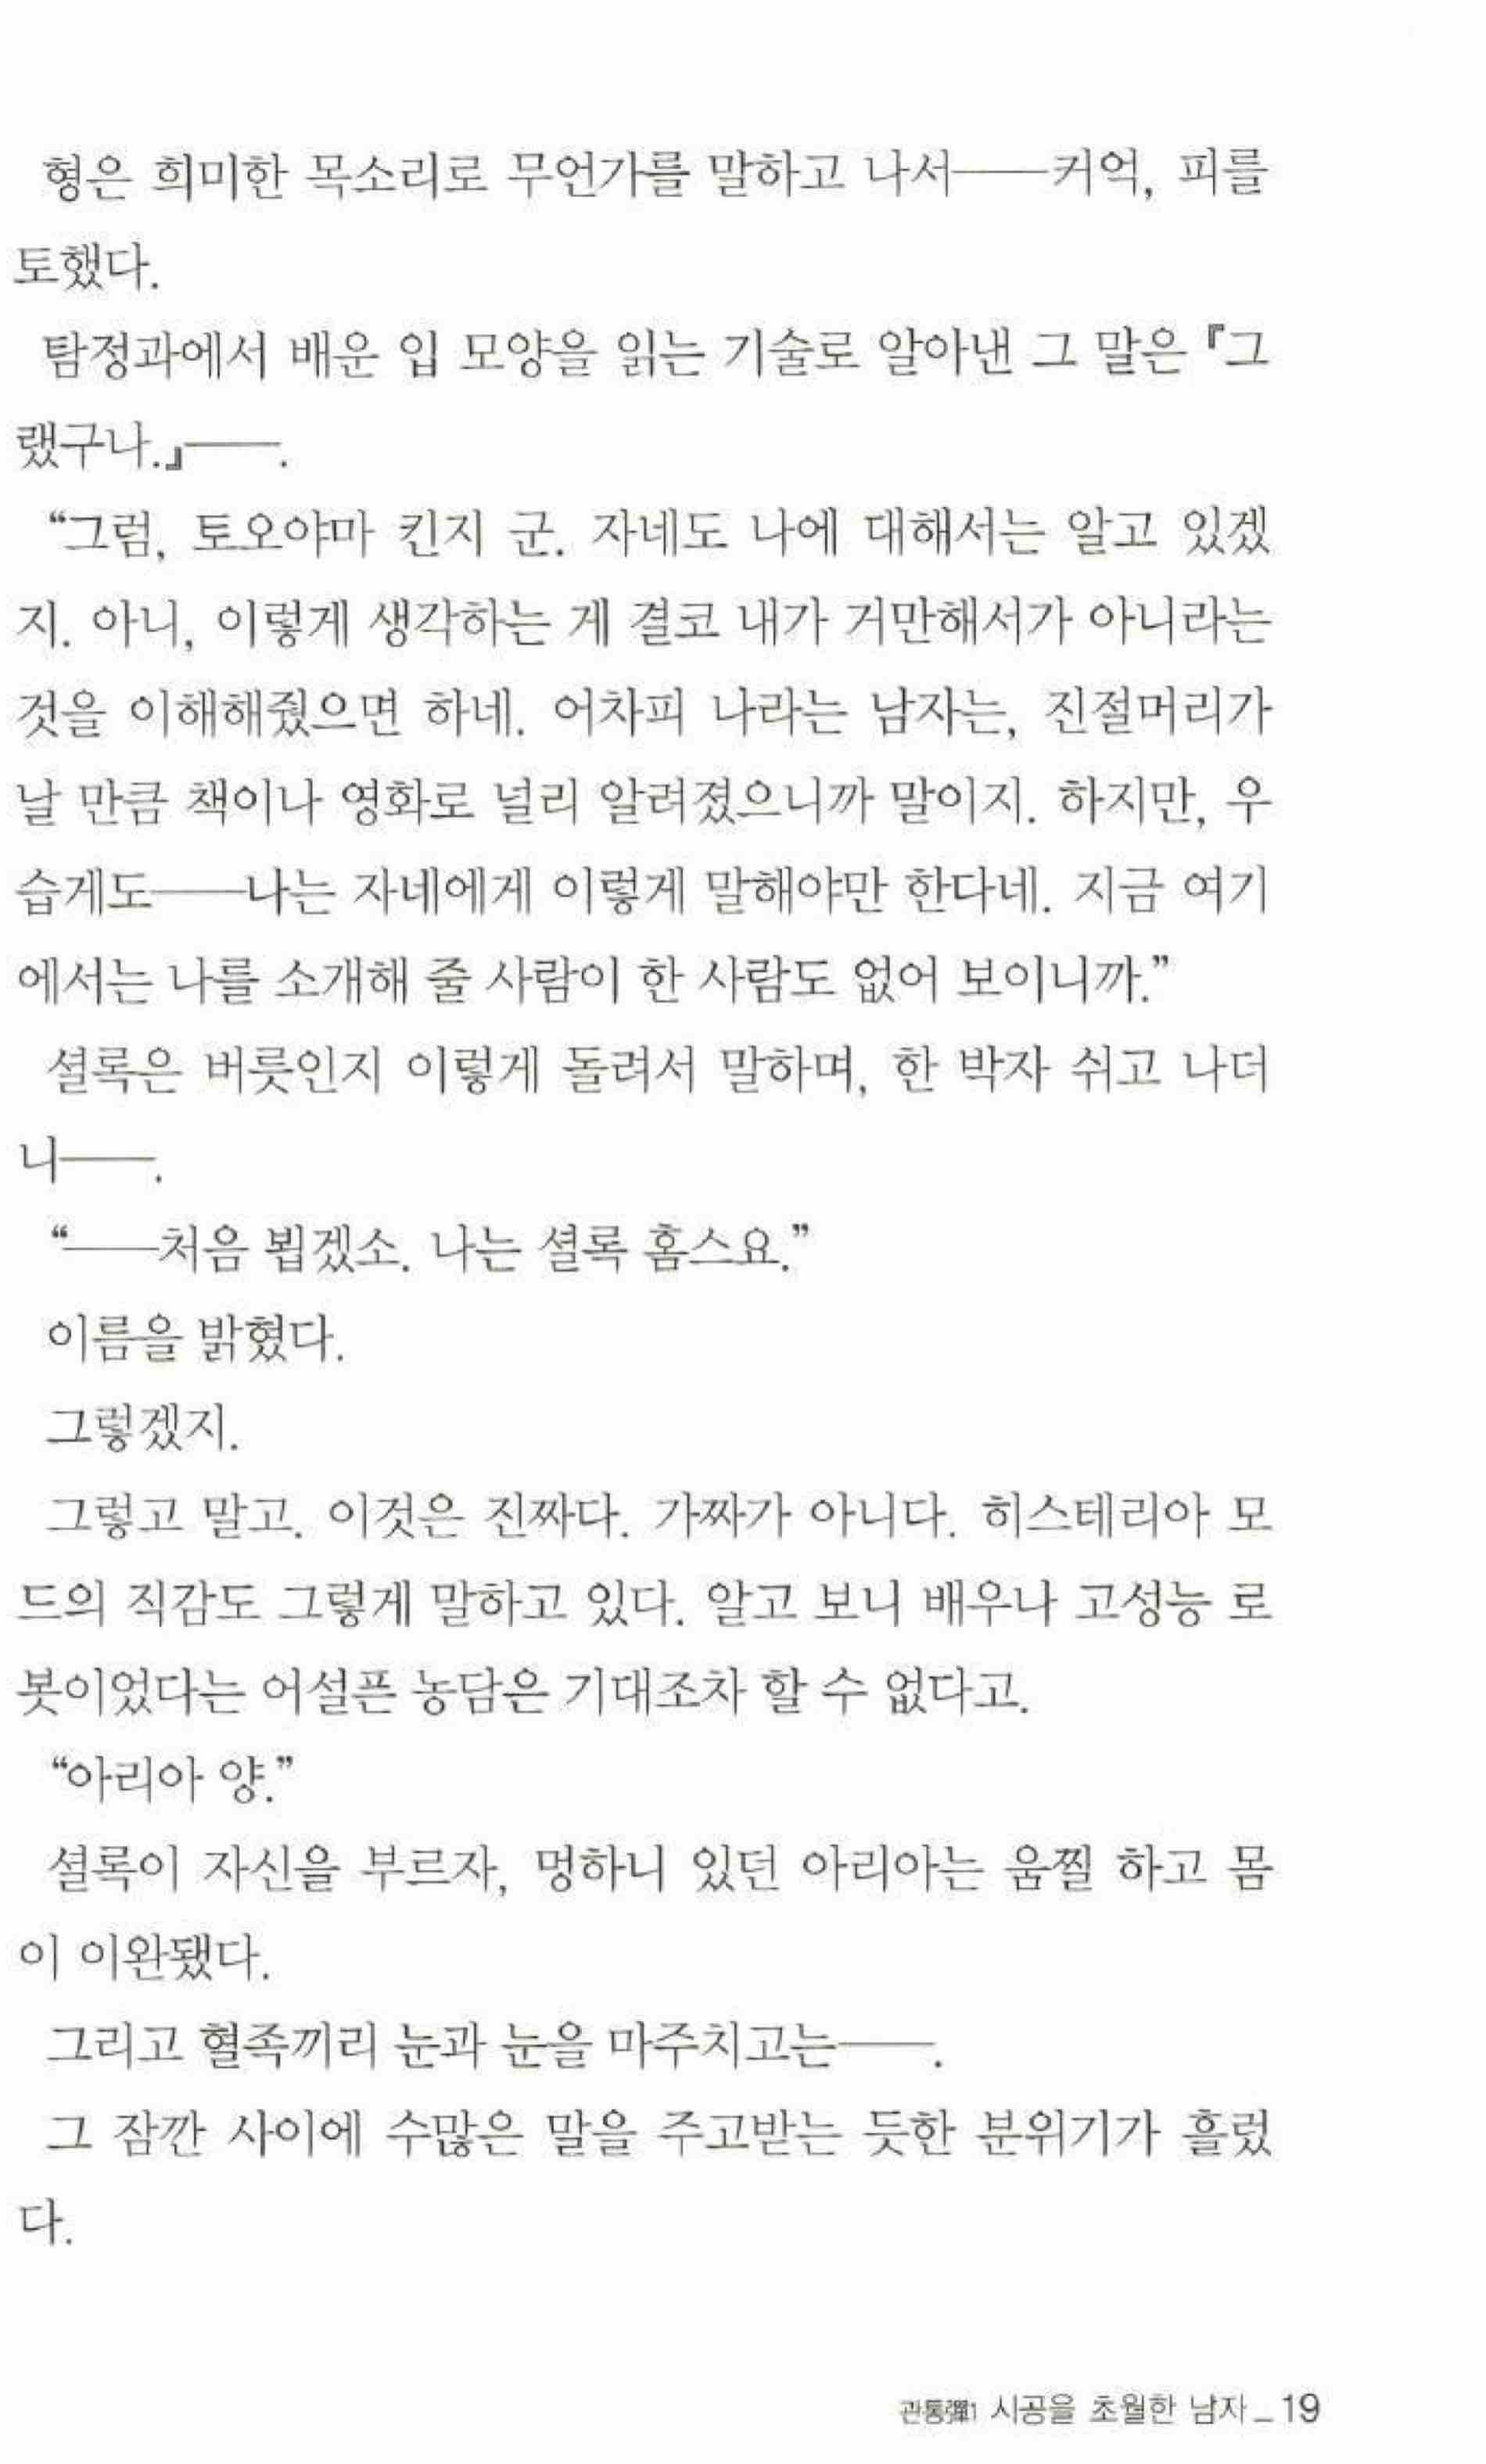 형은 희미한 목소리로 무언가를 말하고 나서──커억, 피를
토했다.
탐정과에서 배운 입 모양을 읽는 기술로 알아낸 그 말은 『그
랬구나.』──.
“그럼, 토오야마 킨지 군. 자네도 나에 대해서는 알고 있겠
지. 아니, 이렇게 생각하는 게 결코 내가 거만해서가 아니라는
것을 이해해줬으면 하네. 어차피 나라는 남자는, 진절머리가
날 만큼 책이나 영화로 널리 알려졌으니까 말이지. 하지만, 우
습게도──나는 자네에게 이렇게 말해야만 한다네. 지금 여기
에서는 나를 소개해 줄 사람이 한 사람도 없어 보이니까.”
셜록은 버릇인지 이렇게 돌려서 말하며, 한 박자 쉬고 나더
니──.
“──처음 뵙겠소. 나는 셜록 홈스요.”
이름을 밝혔다.
그렇겠지.
그렇고 말고. 이것은 진짜다. 가짜가 아니다. 히스테리아 모
드의 직감도 그렇게 말하고 있다. 알고 보니 배우나 고성능 로
봇이었다는 어설픈 농담은 기대조차 할 수 없다고.
“아리아 양.”
셜록이 자신을 부르자, 멍하니 있던 아리아는 움찔 하고 몸
이 이완됐다.
그리고 혈족끼리 눈과 눈을 마주치고는──.
그 잠깐 사이에 수많은 말을 주고받는 듯한 분위기가 흘렀
다.
관통彈1 시공을 초월한 남자_19